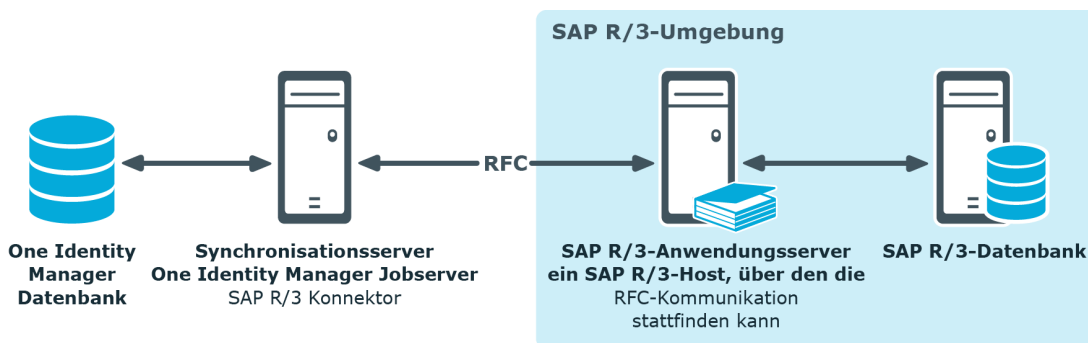 SAP R/3-Umgebung
RFC
One Identity
Manager
Datenbank
Synchronisationsserver
One Identity Manager Jobserver
SAP R/3 Konnektor
SAP R/3-Anwendungsserver
ein SAP R/3-Host, über den die
RFC-Kommunikation
stattfinden kann
SAP R/3-Datenbank